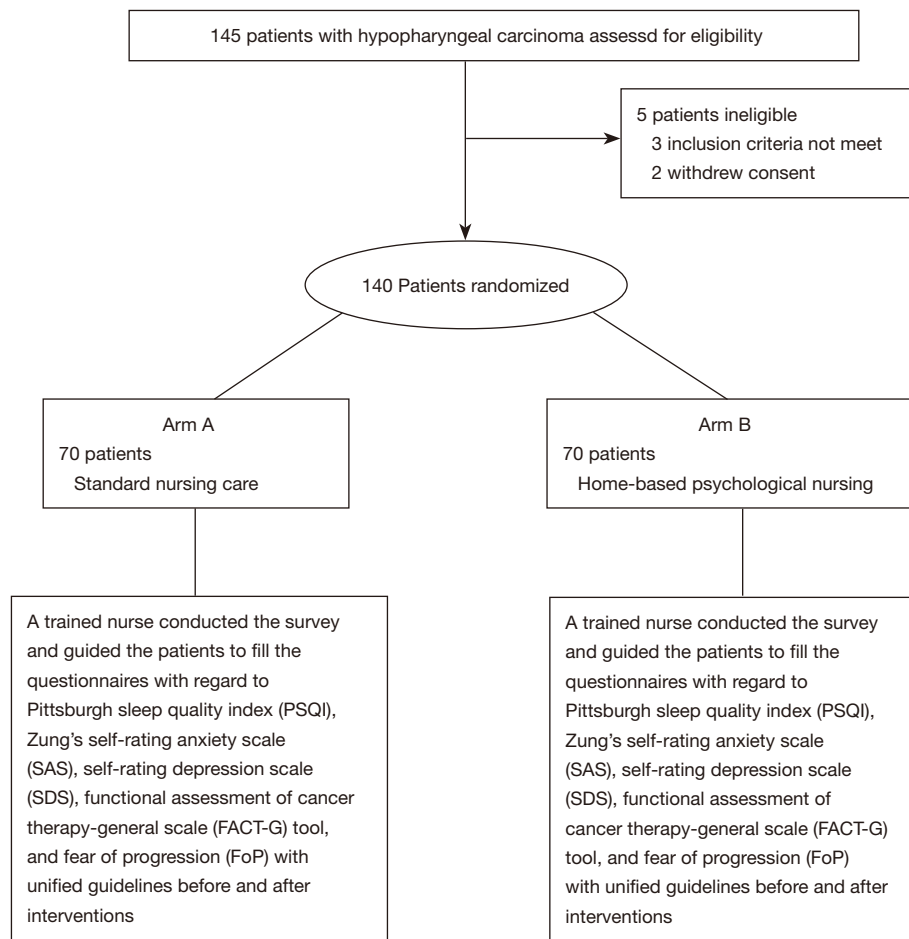 145 patients with hypopharyngeal carcinoma assessd for eligibility
5 patients ineligible
3 inclusion criteria not meet
2 withdrew consent
140 Patients randomized
Arm A
70 patients
Standard nursing care
Arm B
70 patients
Home-based psychological nursing
A trained nurse conducted the survey
and guided the patients to fill the
questionnaires with regard to
Pittsburgh sleep quality index (PSQI),
Zung’s self-rating anxiety scale
(SAS), self-rating depression scale
(SDS), functional assessment of cancer
therapy-general scale (FACT-G) tool,
and fear of progression (FoP) with
unified guidelines before and after
interventions
A trained nurse conducted the survey
and guided the patients to fill the
questionnaires with regard to
Pittsburgh sleep quality index (PSQI),
Zung’s self-rating anxiety scale
(SAS), self-rating depression scale
(SDS), functional assessment of
cancer therapy-general scale (FACT-G)
tool, and fear of progression (FoP)
with unified guidelines before and after
interventions